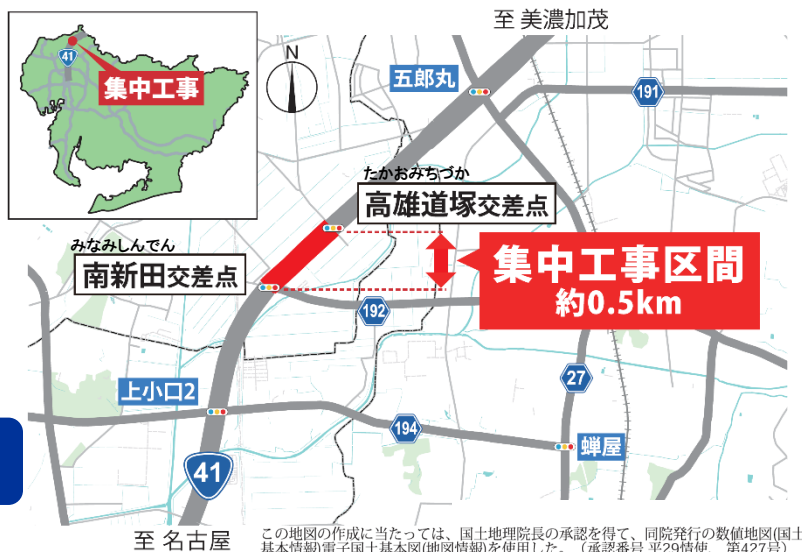 至 美濃加茂
41
集中工事
N
五郎丸
191
たかおみちづか
高雄道塚交差点
みなみしんでん
南新田交差点
集中工事区間
約0.5km
192
27
上小口2
194
蝉屋
41
至 名古屋
この地図の作成に当たっては、国土地理院長の承認を得て、同院発行の数値地図(国土
基本情報)電子国土基本図(地図情報)を使用した。(承認番号 平29情使、第427号)